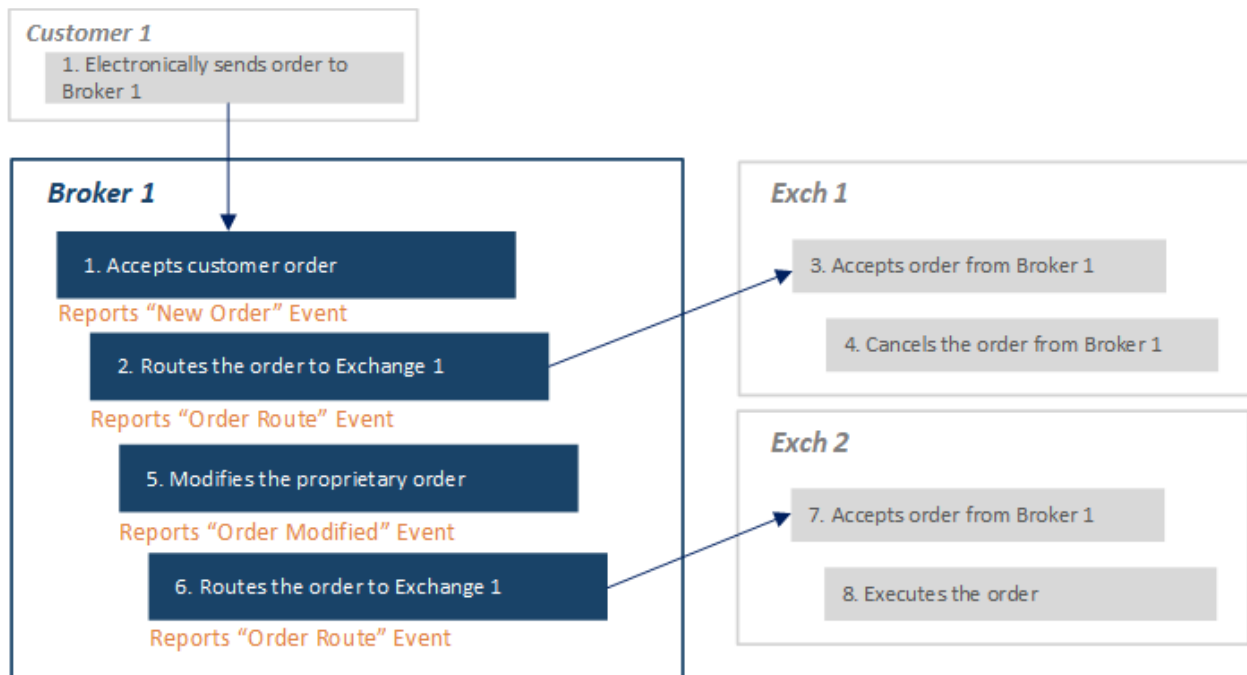 Customer 1
1. Electronically sends order to
Broker 1
Broker 1
1. Accepts customer order
Reports “New Order” Event
2. Routes the order to Exchange 1
Reports “Order Route” Event
5. Modifies the proprietary order
Reports “Order Modified” Event
6. Routes the order to Exchange 1
Reports “Order Route” Event
Exch 1
3. Accepts order from Broker 1
4. Cancels the order from Broker 1
Exch 2
7. Accepts order from Broker 1
8. Executes the order